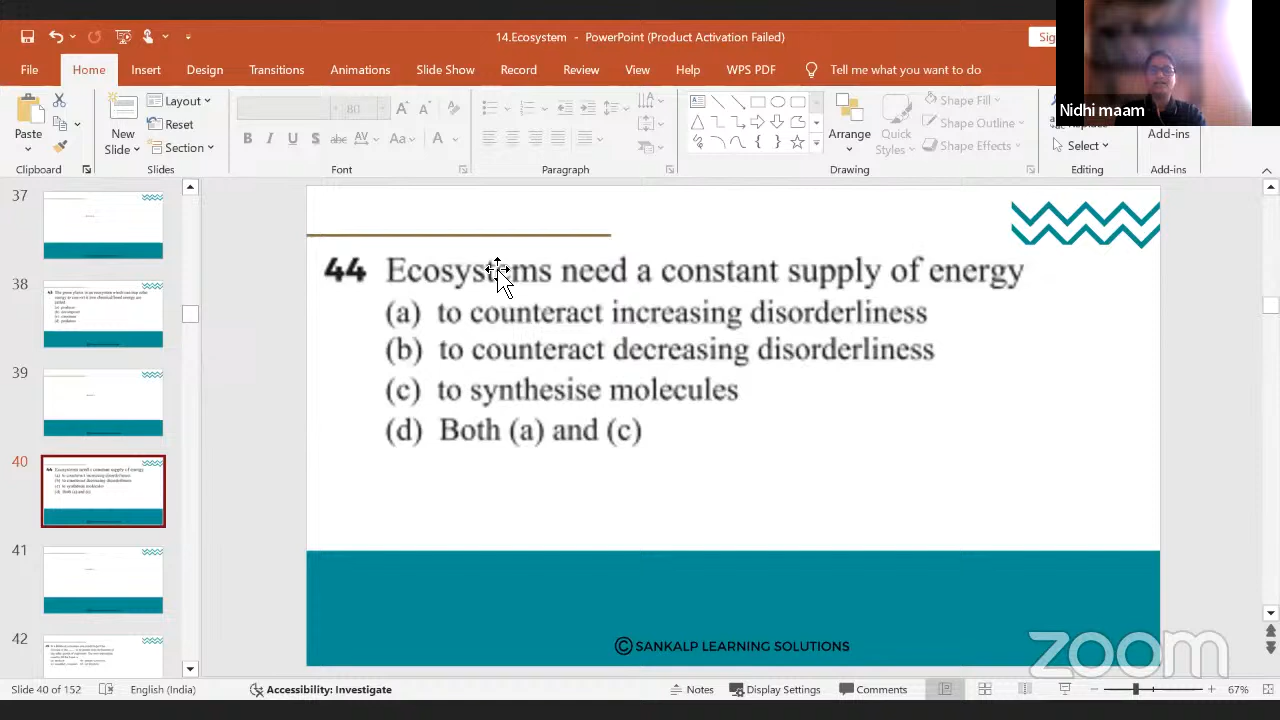 14.Ecosystem - PowerPoint (Product Activation Failed)
File Home Insert Design Transitions Animations Slide Show Record Review View Help WPS PDF Tell me what you want to do
Nidhi maam
Paste
Clipboard
New Slide
Layout
Reset
Section
Slides
80
Font
Paragraph
Arrange
Quick Styles
Shape Fill
Shape Outline
Shape Effects
Drawing
Select
Editing
Add-ins
Add-ins
37
38
39
40
41
42
44 Ecosystems need a constant supply of energy
(a) to counteract increasing disorderliness
(b) to counteract decreasing disorderliness
(c) to synthesise molecules
(d) Both (a) and (c)
© SANKALP LEARNING SOLUTIONS
zoom
Slide 40 of 152 English (India) Accessibility: Investigate Notes Display Settings Comments 67%